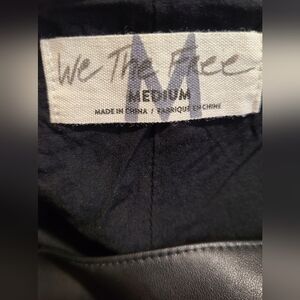 We The Free
M
MEDIUM
MADE IN CHINA / FABRIQUÉ EN CHINE